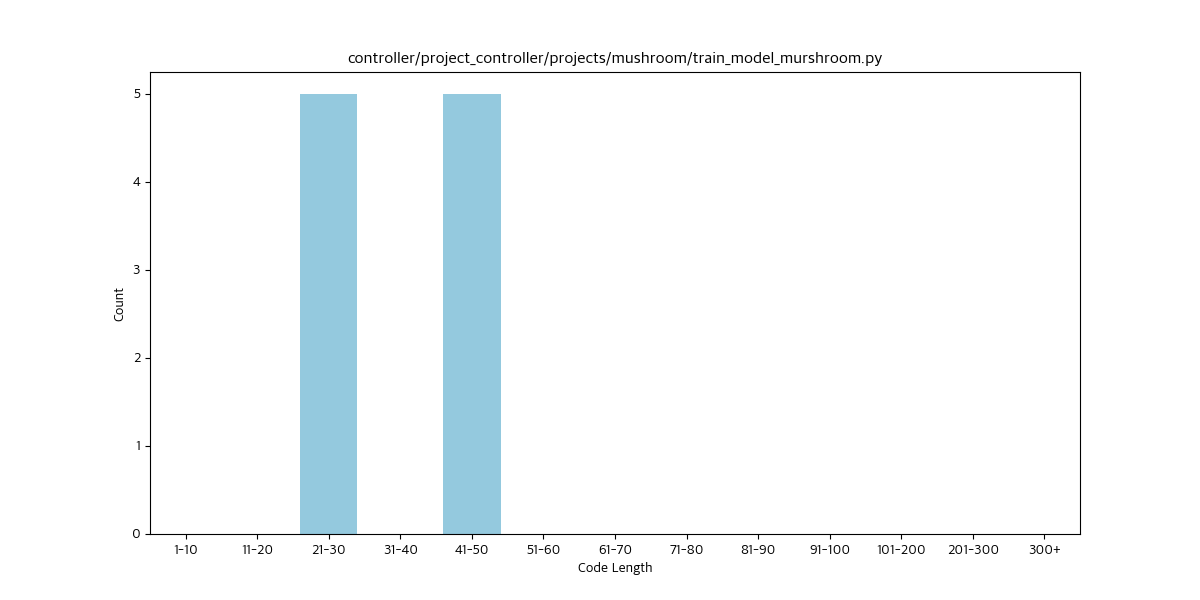 controller/project_controller/projects/mushroom/train_model_murshroom.py
5
4
3
2
1
0
Count
1-10 11-20 21-30 31-40 41-50 51-60 61-70 71-80 81-90 91-100 101-200 201-300 300+
Code Length